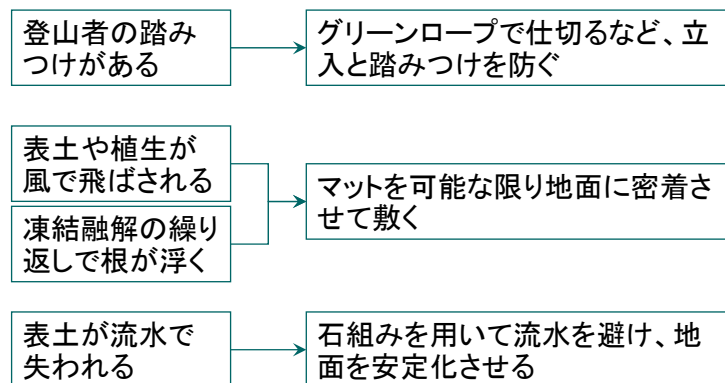 登山者の踏み
つけがある
グリーンロープで仕切るなど、立
入と踏みつけを防ぐ
表土や植生が
風で飛ばされる
凍結融解の繰り
返しで根が浮く
マットを可能な限り地面に密着さ
せて敷く
表土が流水で
失われる
石組みを用いて流水を避け、地
面を安定化させる